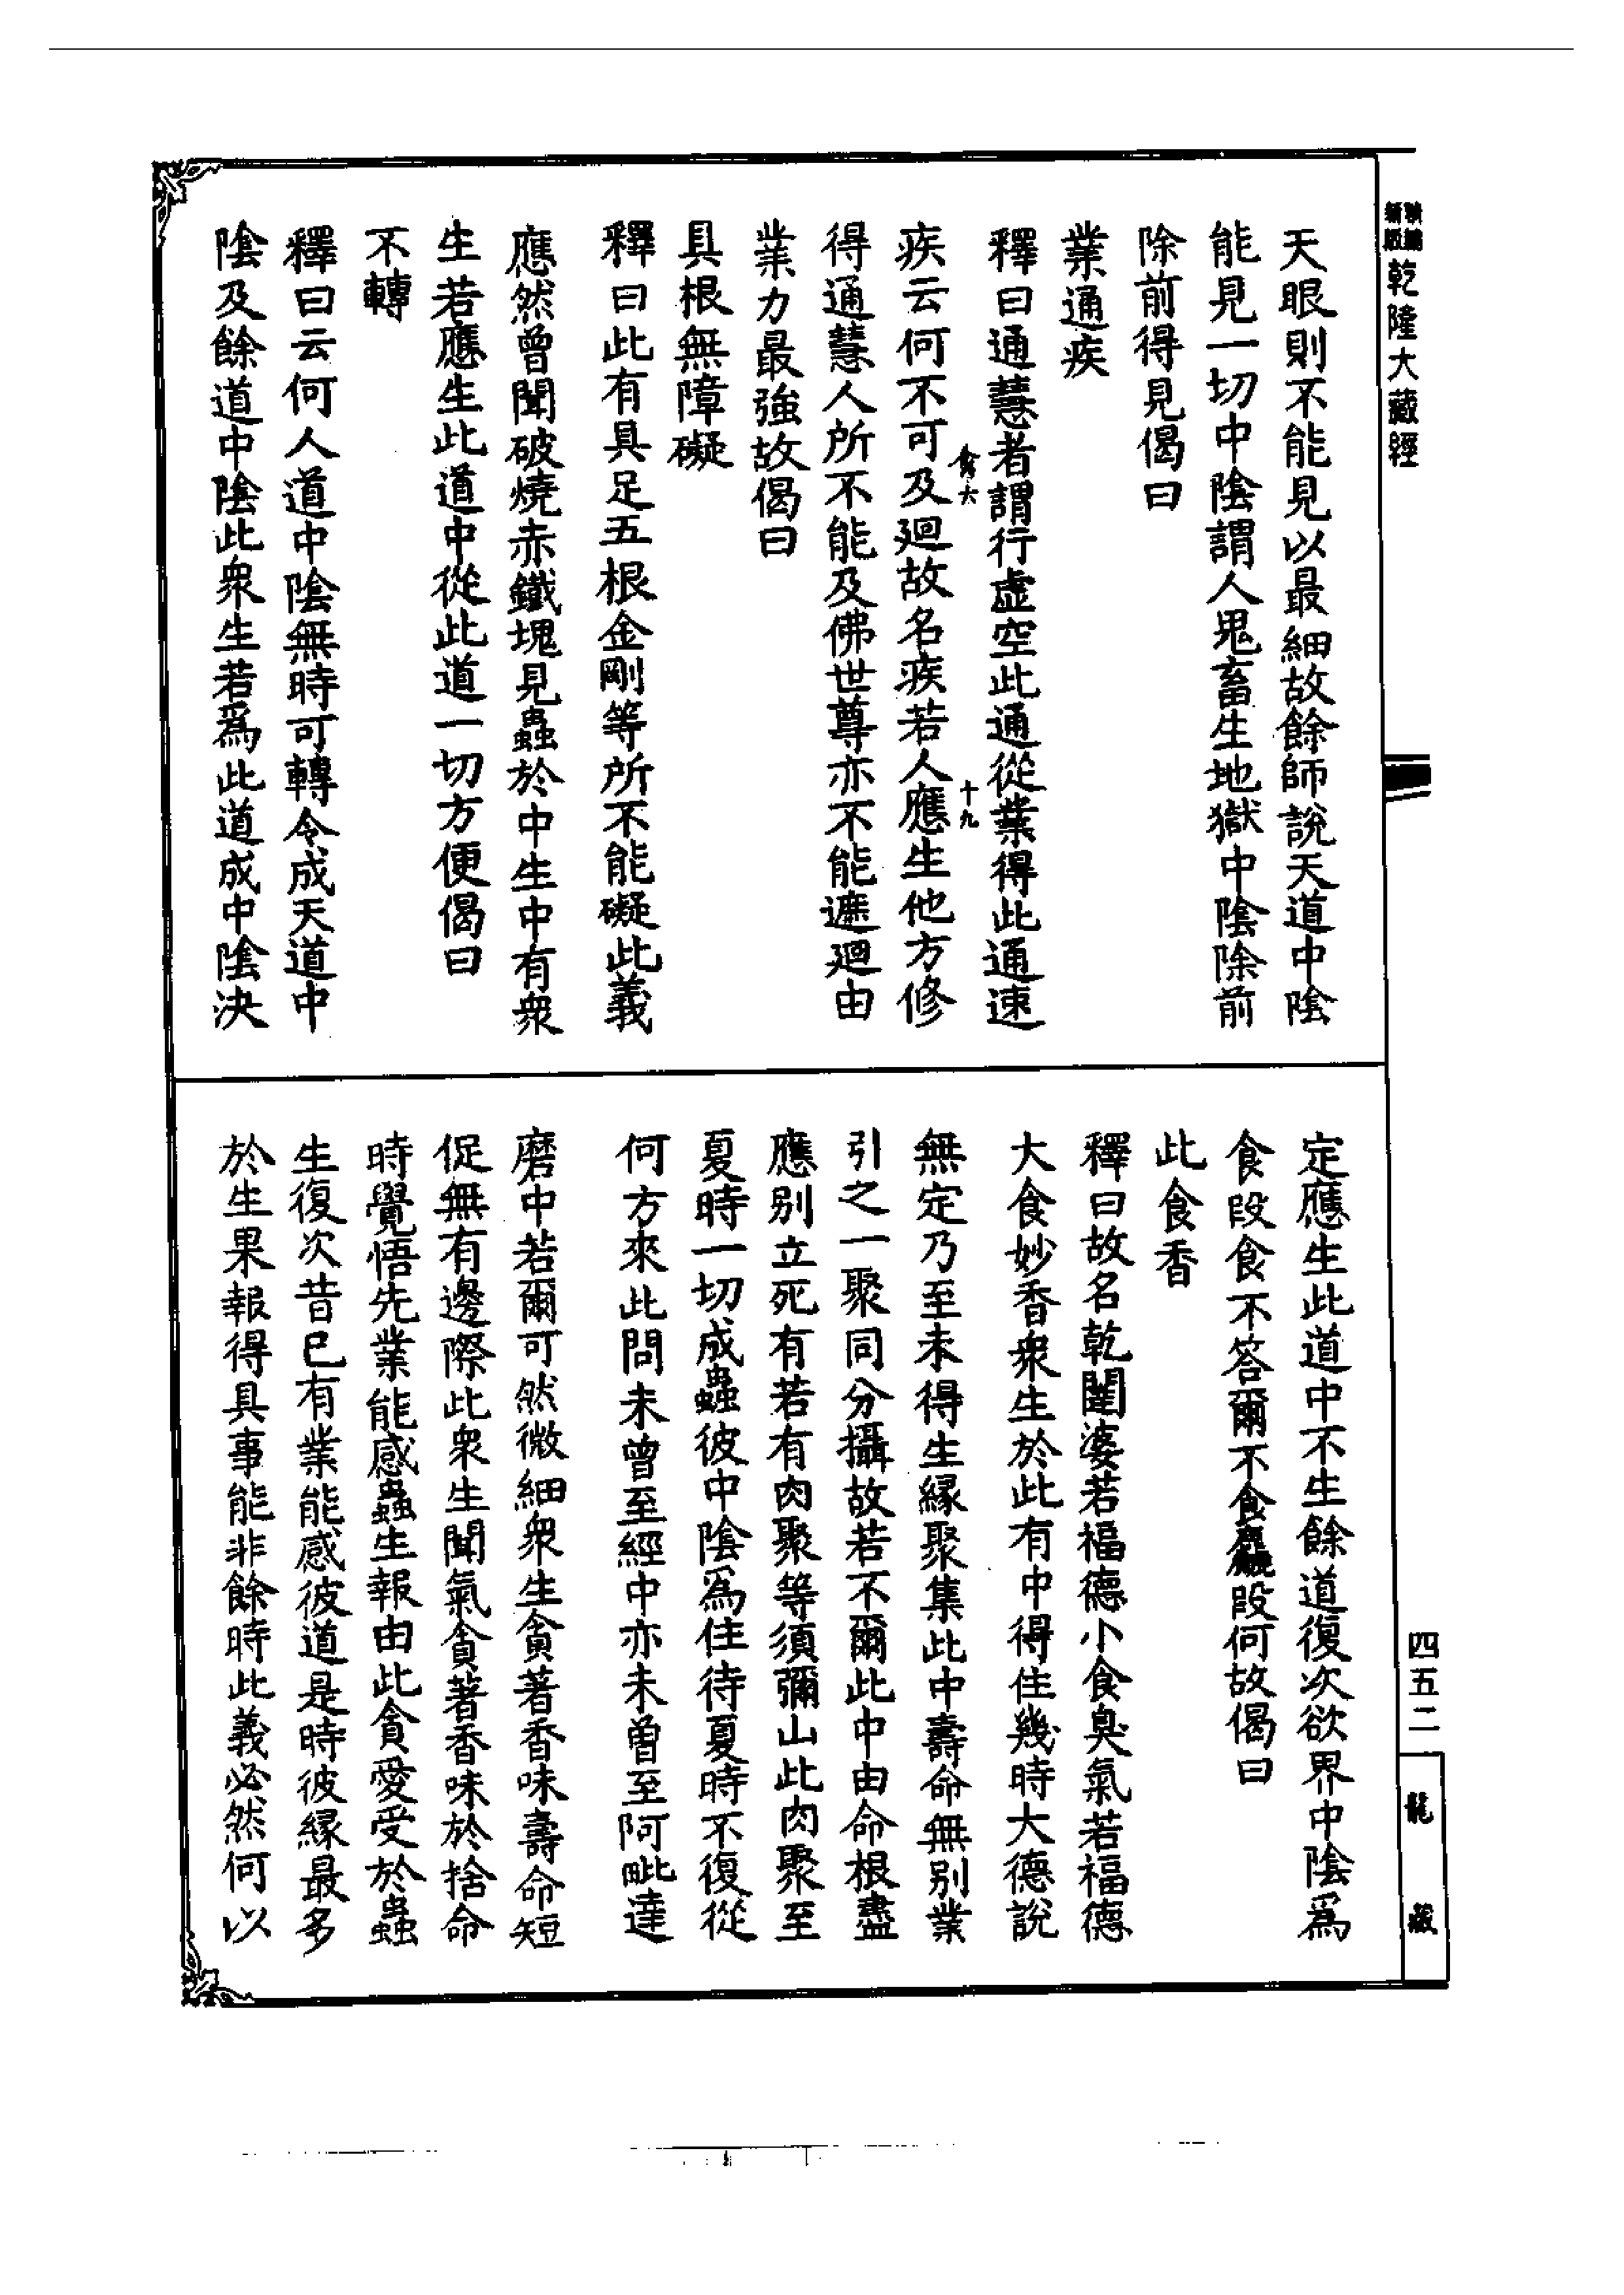 乾隆大藏經
天眼則不能見以最細故餘師說天道中陰
能見一切中陰謂人鬼畜生地獄中陰除前
除前得見偈曰
業通疾
釋曰通慧者謂行虛空此通從業得此通速
食六
十九
疾云何不可及廻故名疾若人應生他方修
得通慧人所不能及佛世尊亦不能遮廻由
業力最強故偈曰
具根無障礙
釋曰此有具足五根金剛等所不能礙此義
應然曾聞破燒赤鐵塊見蟲於中生中有衆
生若應生此道中從此道一切方便偈曰
不轉
釋曰云何人道中陰無時可轉令成天道中
陰及餘道中陰此衆生若爲此道成中陰決
定應生此道中不生餘道復次欲界中陰爲
食段食不答爾不食麤段何故偈曰
此食香
釋曰故名乾闥婆若福德小食臭氣若福德
大食妙香衆生於此有中得住幾時大德說
無定乃至未得生緣聚集此中壽命無別業
引之一聚同分攝故若不爾此中由命根盡
應別立死有若有肉聚等須彌山此肉聚至
夏時一切成蟲彼中陰爲住待夏時不復從
何方來此問未曾至經中亦未曾至阿毗達
磨中若爾可然微細衆生貪著香味壽命短
促無有邊際此衆生聞氣貪著香味於捨命
時覺悟先業能感蟲生報由此貪愛受於蟲
生復次昔巳有業能感彼道是時彼緣最多
於生果報得具事能非餘時此義必然何以
四五二
龍藏